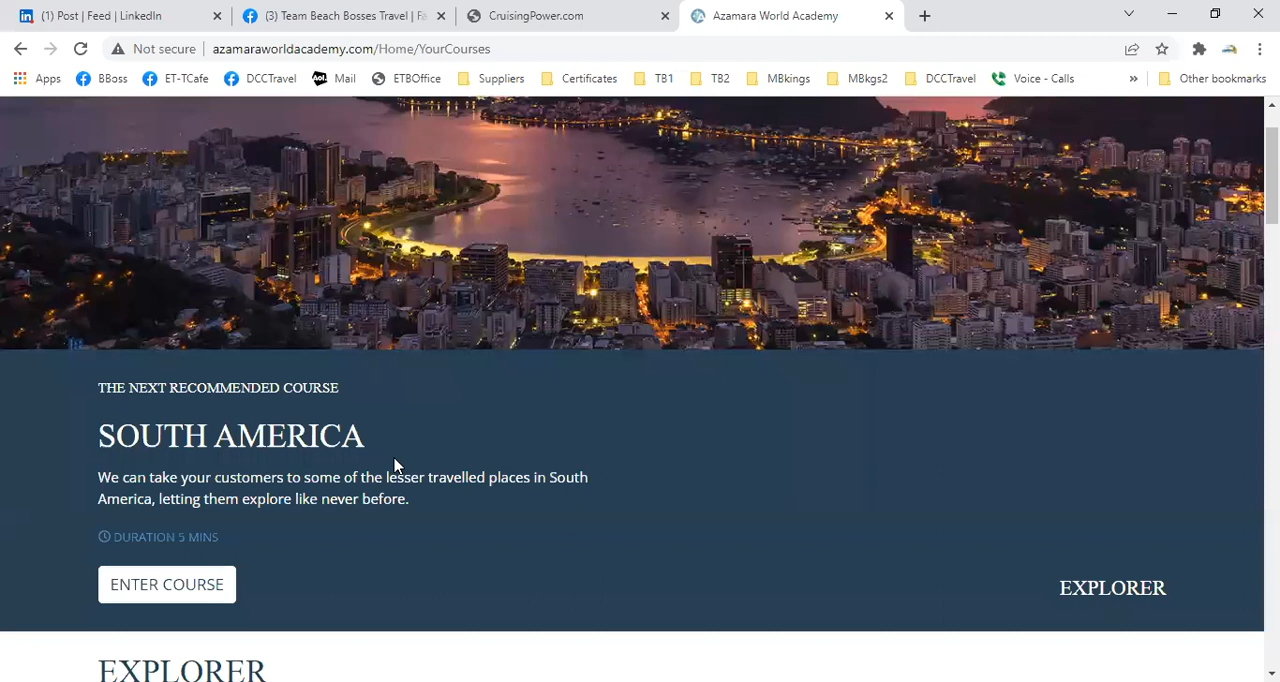 (1) Post | Feed | LinkedIn
(3) Team Beach Bosses Travel | Fa
CruisingPower.com
Azamara World Academy
Not secure
azamaraworldacademy.com/Home/YourCourses
Apps
BBoss
ET-TCafe
DCCTravel
Aol. Mail
ETBOffice
Suppliers
Certificates
TB1
TB2
MBkings
MBkgs2
DCCTravel
Voice - Calls
»
Other bookmarks
THE NEXT RECOMMENDED COURSE
SOUTH AMERICA
We can take your customers to some of the lesser travelled places in South
America, letting them explore like never before.
DURATION 5 MINS
ENTER COURSE
EXPLORER
EXPLORER